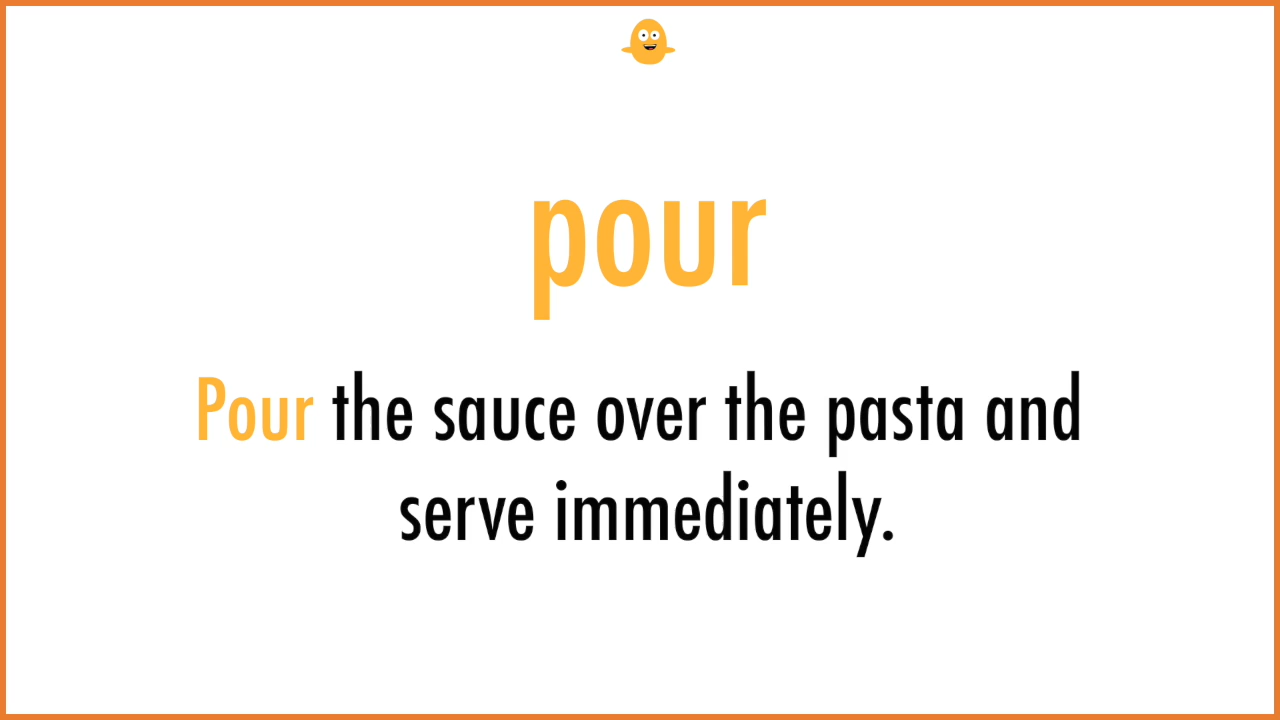 pour
Pour the sauce over the pasta and
serve immediately.